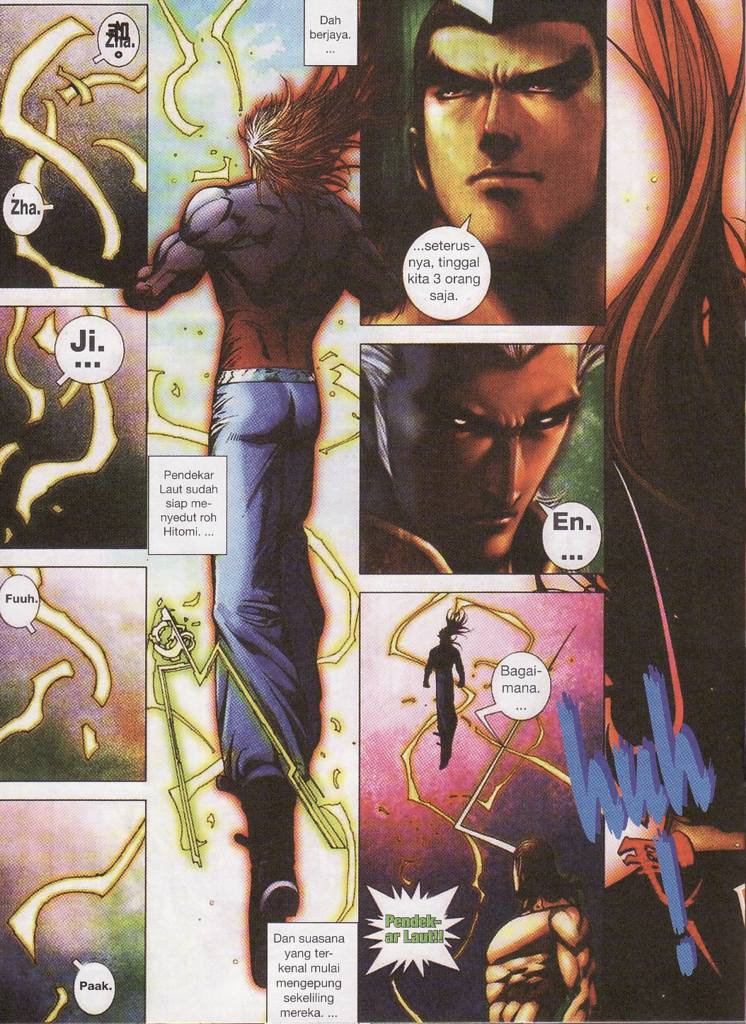 Zha.
Zha.
Ji.
...
Fuuh.
Paak.
Dah
berjaya.
...
Pendekar
Laut sudah
siap me-
nyedut roh
Hitomi. ...
Dan suasana
yang ter-
kenal mulai
mengepung
sekeliling
mereka. ...
...seterus-
nya, tinggal
kita 3 orang
saja.
En.
...
Bagai-
mana.
...
Pendek-
ar Laut!!
huh
!